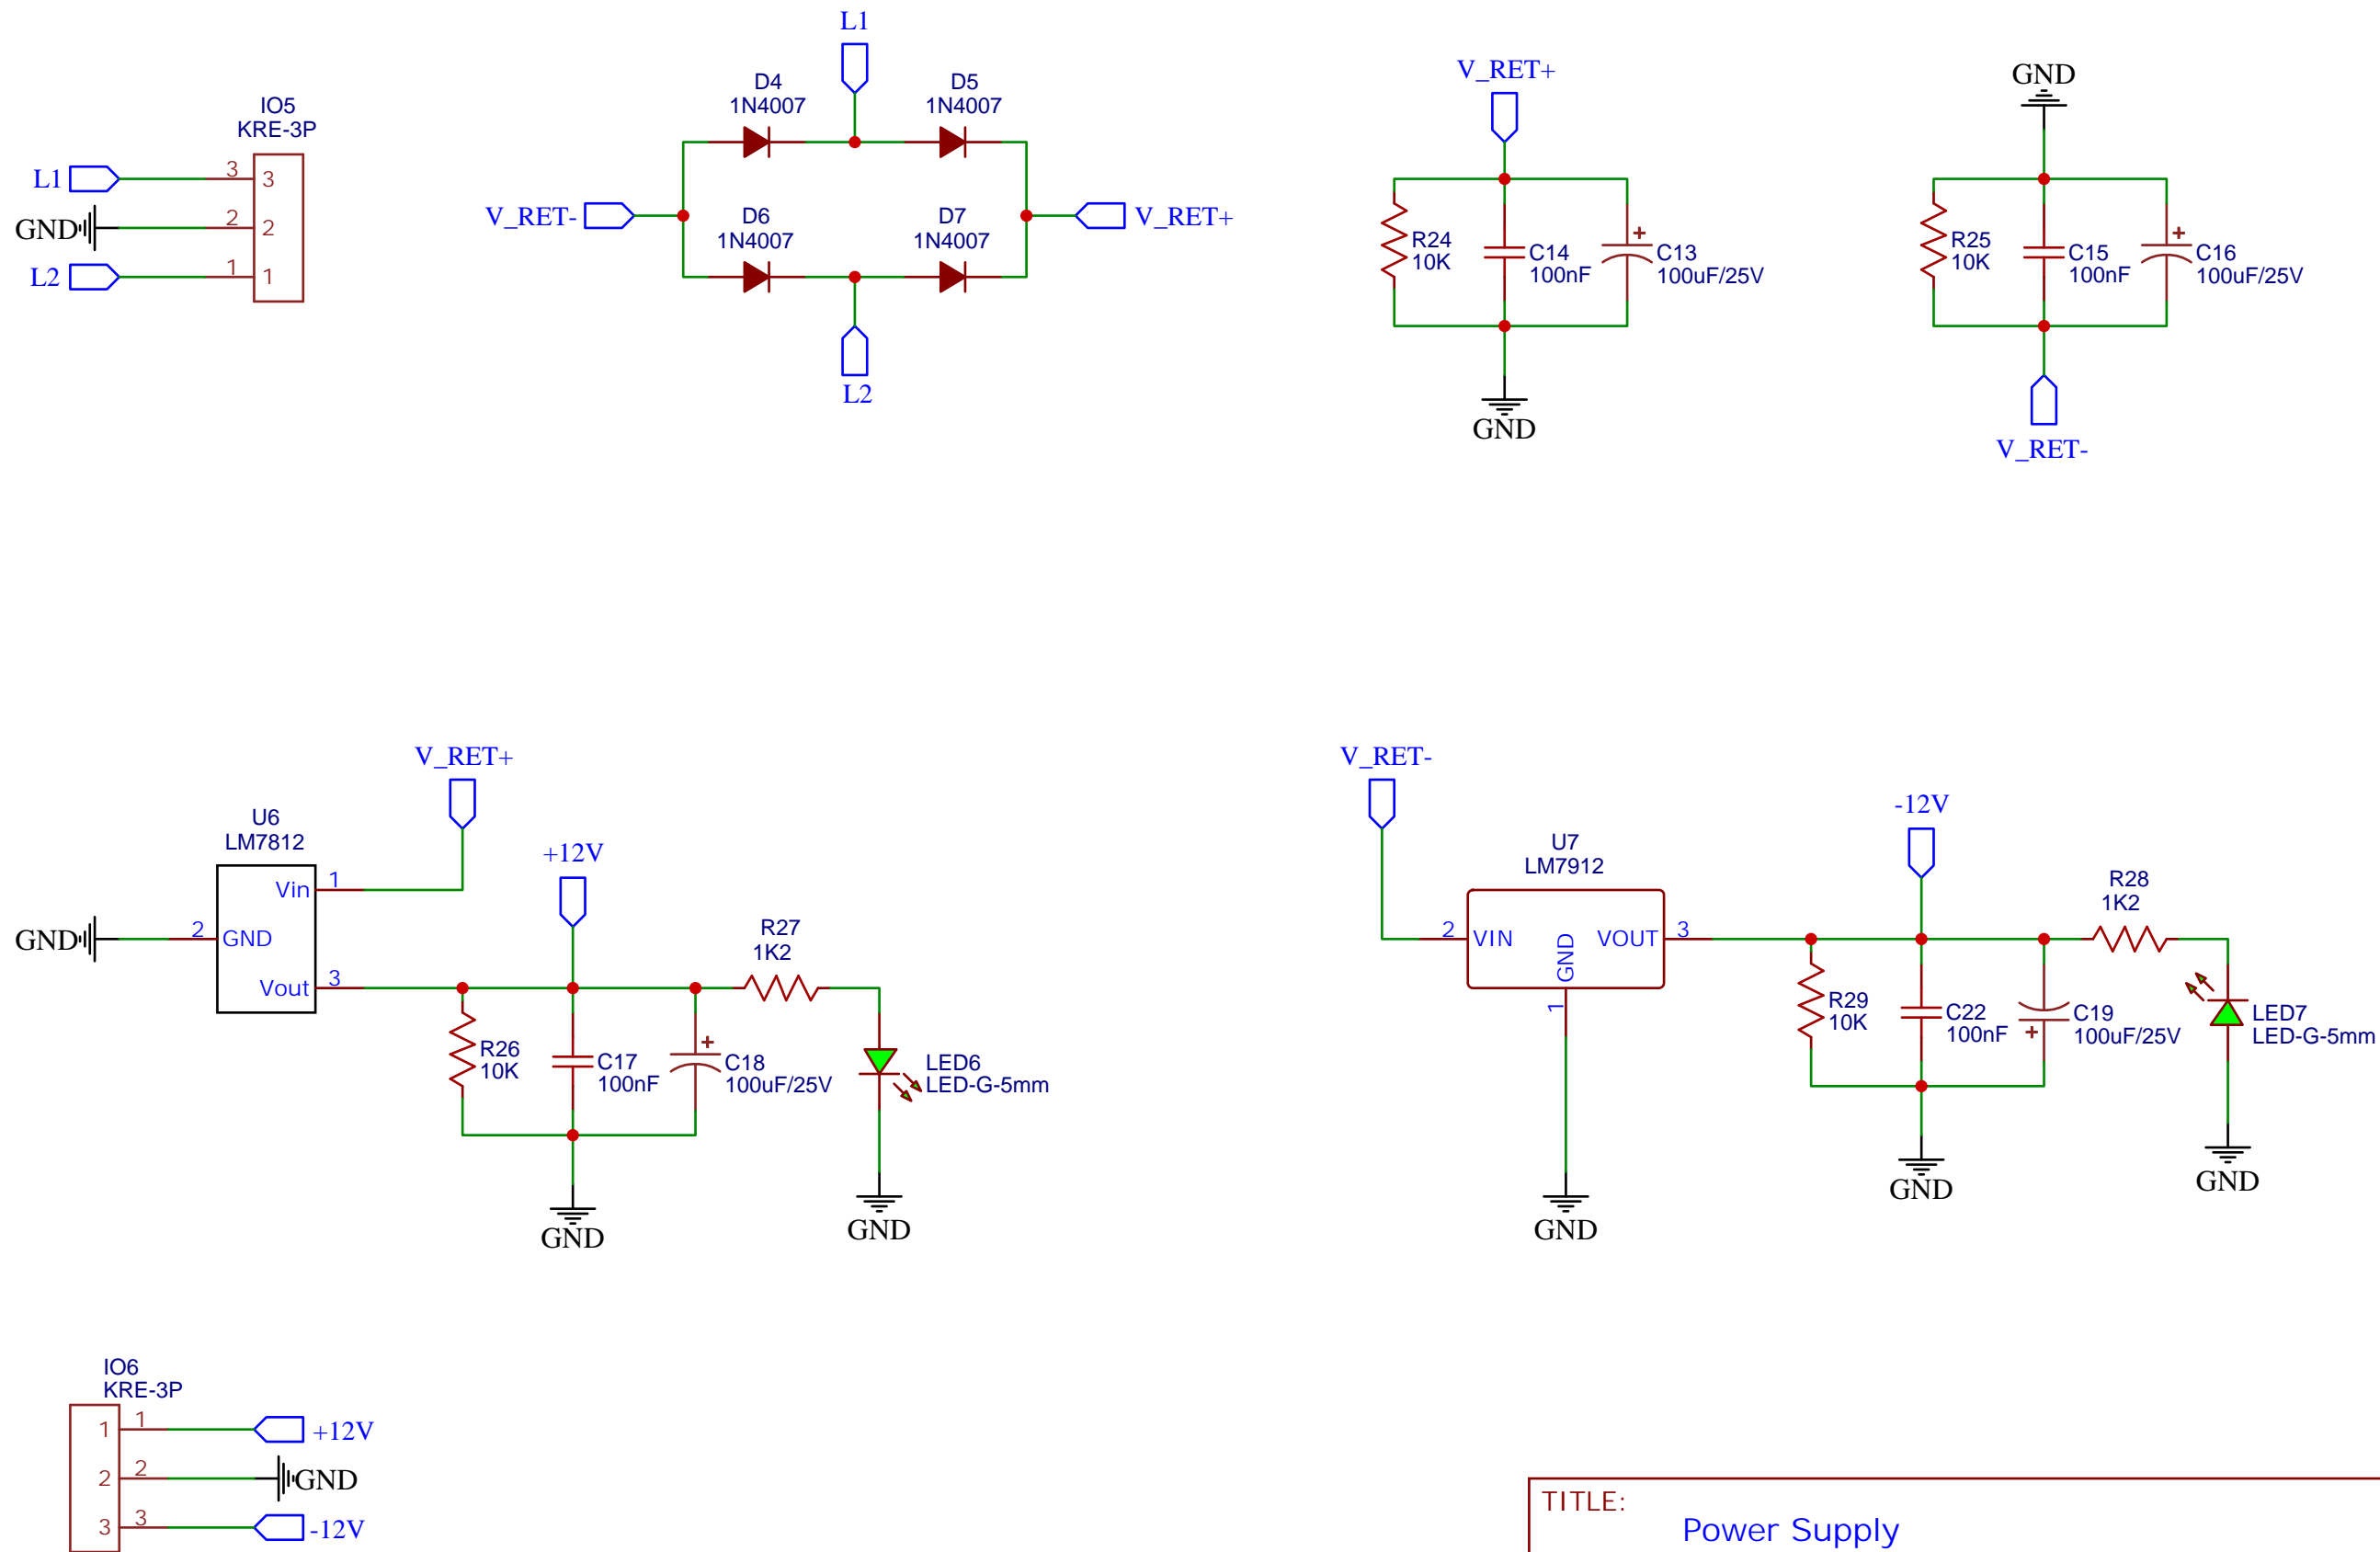 L1
D4
1N4007
D5
1N4007
IO5
KRE-3P
L1
3
3
GND
2
2
L2
1
1
V_RET-
D6
1N4007
D7
1N4007
V_RET+
L2
V_RET+
R24
10K
C14
100nF
C13
100uF/25V
GND
GND
R25
10K
C15
100nF
C16
100uF/25V
V_RET-
V_RET+
U6
LM7812
Vin
1
GND
2
GND
Vout
3
+12V
R27
1K2
R26
10K
C17
100nF
C18
100uF/25V
LED6
LED-G-5mm
GND
GND
V_RET-
U7
LM7912
2
VIN
GND
1
VOUT
3
-12V
R28
1K2
R29
10K
C22
100nF
C19
100uF/25V
LED7
LED-G-5mm
GND
GND
GND
IO6
KRE-3P
1
1
+12V
2
2
GND
3
3
-12V
TITLE:
Power Supply